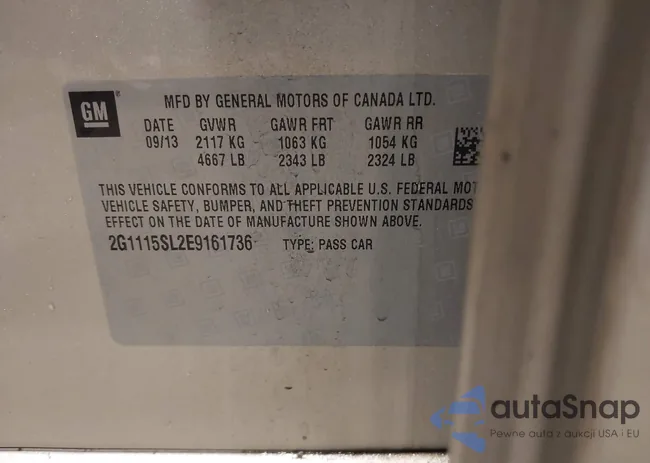 GM
MFD BY GENERAL MOTORS OF CANADA LTD.
DATE GVWR GAWR FRT GAWR RR
09/13 2117 KG 1063 KG 1054 KG
4667 LB 2343 LB 2324 LB
THIS VEHICLE CONFORMS TO ALL APPLICABLE U.S. FEDERAL MOT
VEHICLE SAFETY, BUMPER, AND THEFT PREVENTION STANDARDS
EFFECT ON THE DATE OF MANUFACTURE SHOWN ABOVE.
2G1115SL2E9161736 TYPE: PASS CAR
autaSnap
Pewne auta z aukcji USA i EU